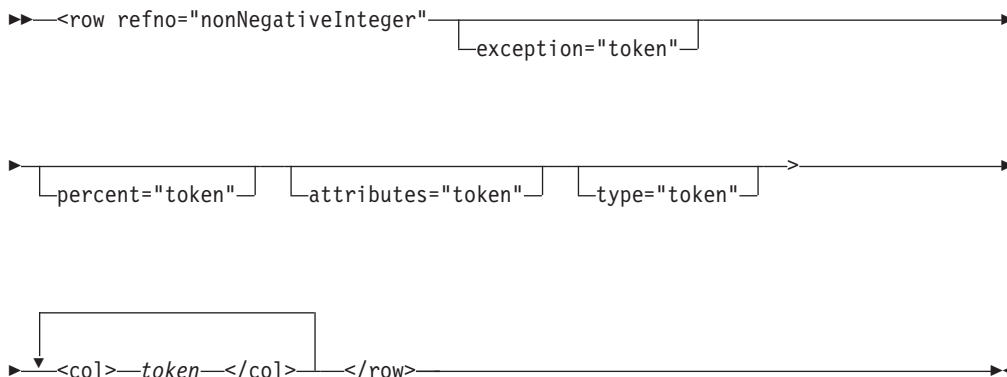 <row refno="nonNegativeInteger"
exception="token"
percent="token"
attributes="token"
type="token"
>
<col> token </col> </row>